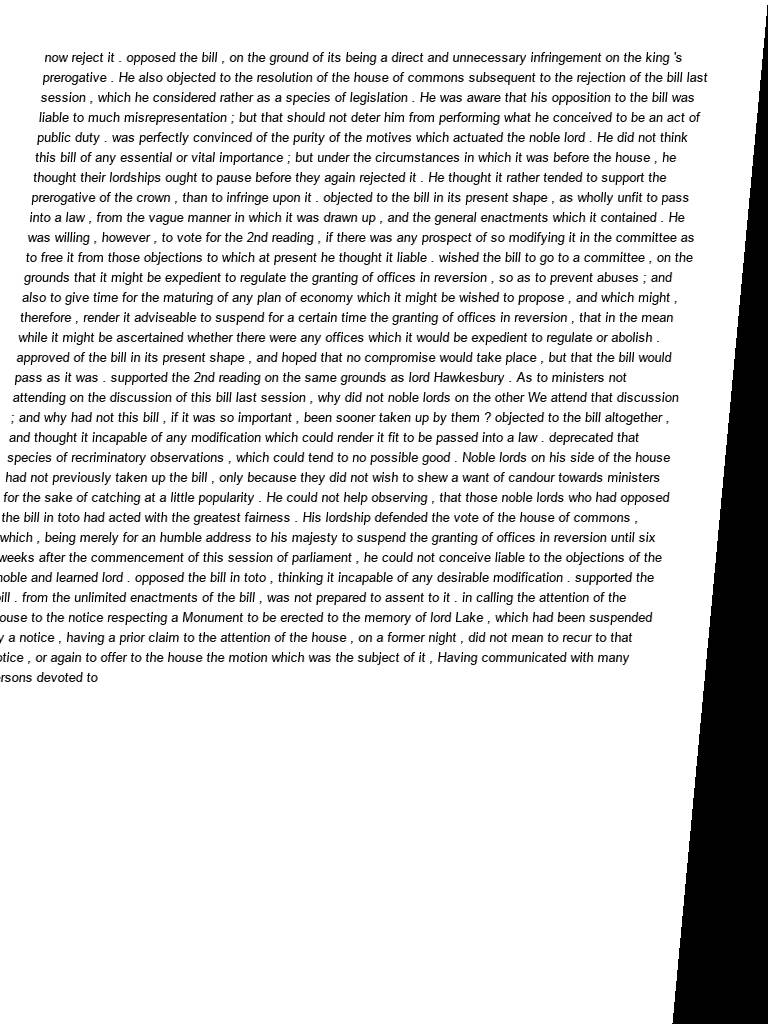 now reject it . opposed the bill , on the ground of its being a direct and unnecessary infringement on the king 's
prerogative . He also objected to the resolution of the house of commons subsequent to the rejection of the bill last
session , which he considered rather as a species of legislation . He was aware that his opposition to the bill was
liable to much misrepresentation ; but that should not deter him from performing what he conceived to be an act of
public duty . was perfectly convinced of the purity of the motives which actuated the noble lord . He did not think
this bill of any essential or vital importance ; but under the circumstances in which it was before the house , he
thought their lordships ought to pause before they again rejected it . He thought it rather tended to support the
prerogative of the crown , than to infringe upon it . objected to the bill in its present shape , as wholly unfit to pass
into a law , from the vague manner in which it was drawn up , and the general enactments which it contained . He
was willing , however , to vote for the 2nd reading , if there was any prospect of so modifying it in the committee as
to free it from those objections to which at present he thought it liable . wished the bill to go to a committee , on the
grounds that it might be expedient to regulate the granting of offices in reversion , so as to prevent abuses ; and
also to give time for the maturing of any plan of economy which it might be wished to propose , and which might ,
therefore , render it adviseable to suspend for a certain time the granting of offices in reversion , that in the mean
while it might be ascertained whether there were any offices which it would be expedient to regulate or abolish .
approved of the bill in its present shape , and hoped that no compromise would take place , but that the bill would
pass as it was . supported the 2nd reading on the same grounds as lord Hawkesbury . As to ministers not
attending on the discussion of this bill last session , why did not noble lords on the other We attend that discussion
; and why had not this bill , if it was so important , been sooner taken up by them ? objected to the bill altogether ,
and thought it incapable of any modification which could render it fit to be passed into a law . deprecated that
species of recriminatory observations , which could tend to no possible good . Noble lords on his side of the house
had not previously taken up the bill , only because they did not wish to shew a want of candour towards ministers
for the sake of catching at a little popularity . He could not help observing , that those noble lords who had opposed
the bill in toto had acted with the greatest fairness . His lordship defended the vote of the house of commons ,
which , being merely for an humble address to his majesty to suspend the granting of offices in reversion until six
weeks after the commencement of this session of parliament , he could not conceive liable to the objections of the
noble and learned lord . opposed the bill in toto , thinking it incapable of any desirable modification . supported the
ill . from the unlimited enactments of the bill , was not prepared to assent to it . in calling the attention of the
ouse to the notice respecting a Monument to be erected to the memory of lord Lake , which had been suspended
y a notice , having a prior claim to the attention of the house , on a former night , did not mean to recur to that
otice , or again to offer to the house the motion which was the subject of it , Having communicated with many
ersons devoted to